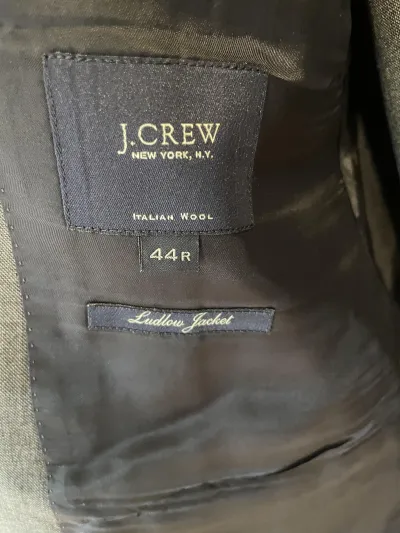 J.CREW
NEW YORK, N.Y.
ITALIAN WOOL
44R
Ludlow Jacket